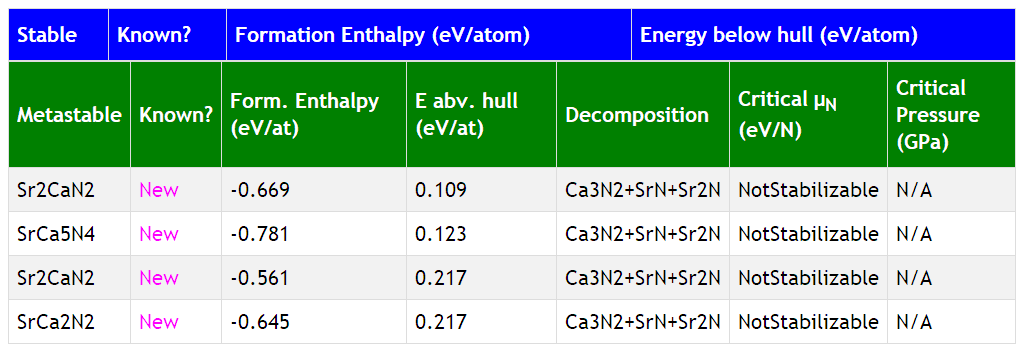 Stable Known? Formation Enthalpy (eV/atom) Energy below hull (eV/atom)
Metastable Known? Form. Enthalpy (eV/at) E abv. hull (eV/at) Decomposition Critical μN (eV/N) Critical Pressure (GPa)
Sr2CaN2 New -0.669 0.109 Ca3N2+SrN+Sr2N NotStabilizable N/A
SrCa5N4 New -0.781 0.123 Ca3N2+SrN+Sr2N NotStabilizable N/A
Sr2CaN2 New -0.561 0.217 Ca3N2+SrN+Sr2N NotStabilizable N/A
SrCa2N2 New -0.645 0.217 Ca3N2+SrN+Sr2N NotStabilizable N/A